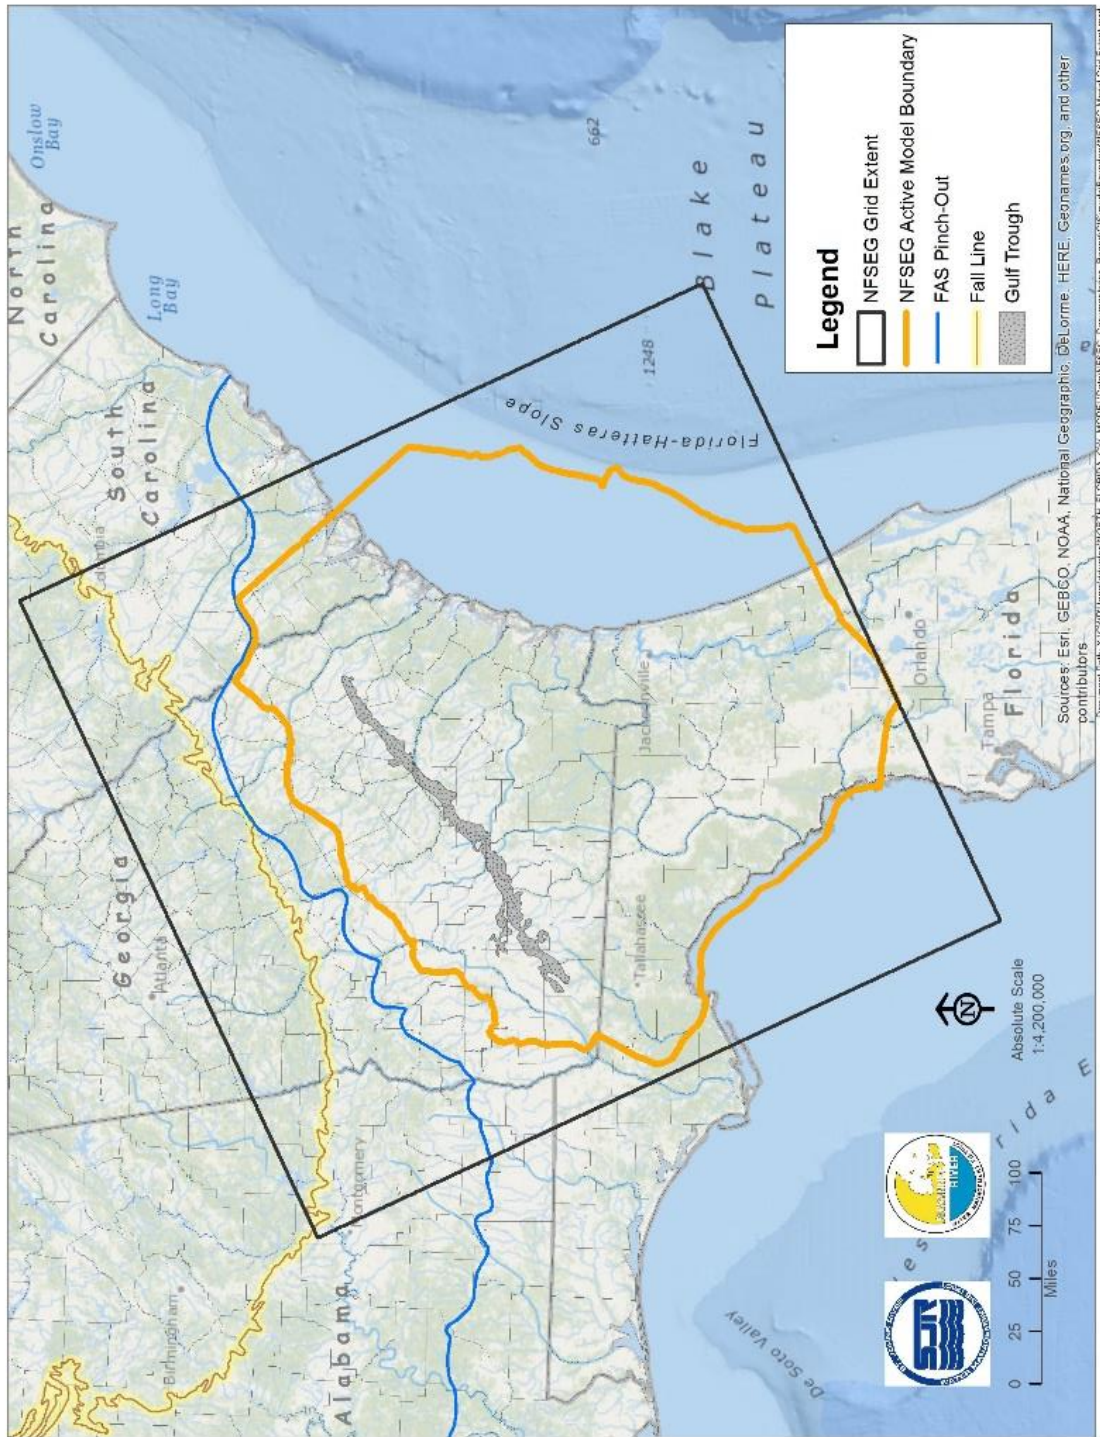 North
Carolina
Onslow
Bay
Long
Bay
South
Carolina
Georgia
Atlanta
Birmingham
Montgomery
Alabama
Tallahassee
Jacksonville
Orlando
Tampa
Florida
Florida-Hatteras Slope
1248
662
Blake
Plateau
De Soto Valley
Legend
NFSEG Grid Extent
NFSEG Active Model Boundary
FAS Pinch-Out
Fall Line
Gulf Trough
Absolute Scale
1:4,200,000
N
0 25 50 75 100
Miles
Sources: Esri, GEBCO, NOAA, National Geographic, DeLorme, HERE, Geonames.org, and other
contributors